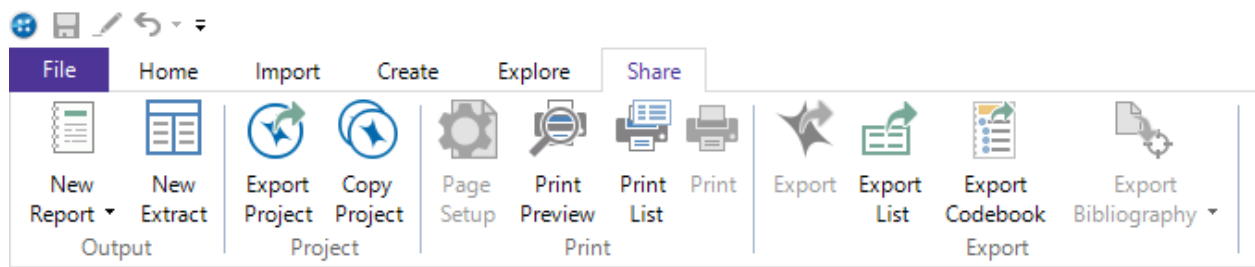 File Home Import Create Explore Share
New New Export Copy Page Print Print Print Export Export Export Export
Report Extract Project Project Setup Preview List List Codebook Bibliography
Output Project Print Export